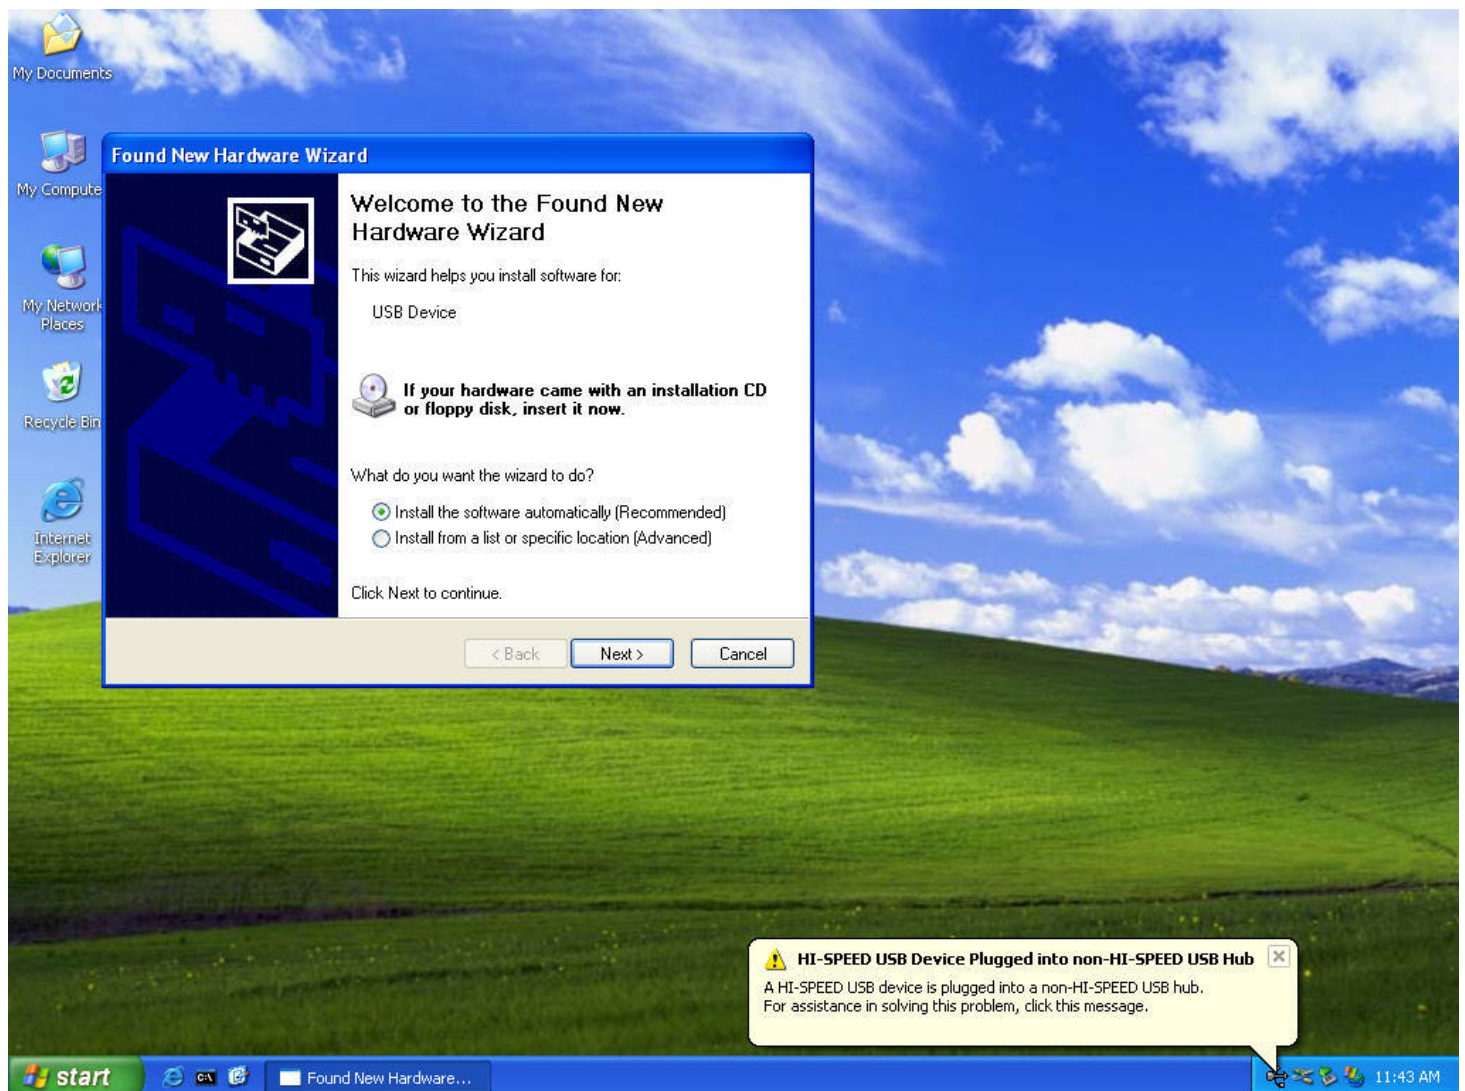 My Documents
My Compute
My Network
Places
Recycle Bin
Internet
Explorer
Found New Hardware Wizard
Welcome to the Found New
Hardware Wizard
This wizard helps you install software for:
USB Device
If your hardware came with an installation CD
or floppy disk, insert it now.
What do you want the wizard to do?
Install the software automatically (Recommended)
Install from a list or specific location (Advanced)
Click Next to continue.
< Back
Next >
Cancel
HI-SPEED USB Device Plugged into non-HI-SPEED USB Hub
A HI-SPEED USB device is plugged into a non-HI-SPEED USB hub.
For assistance in solving this problem, click this message.
start
C:\
Found New Hardware...
11:43 AM